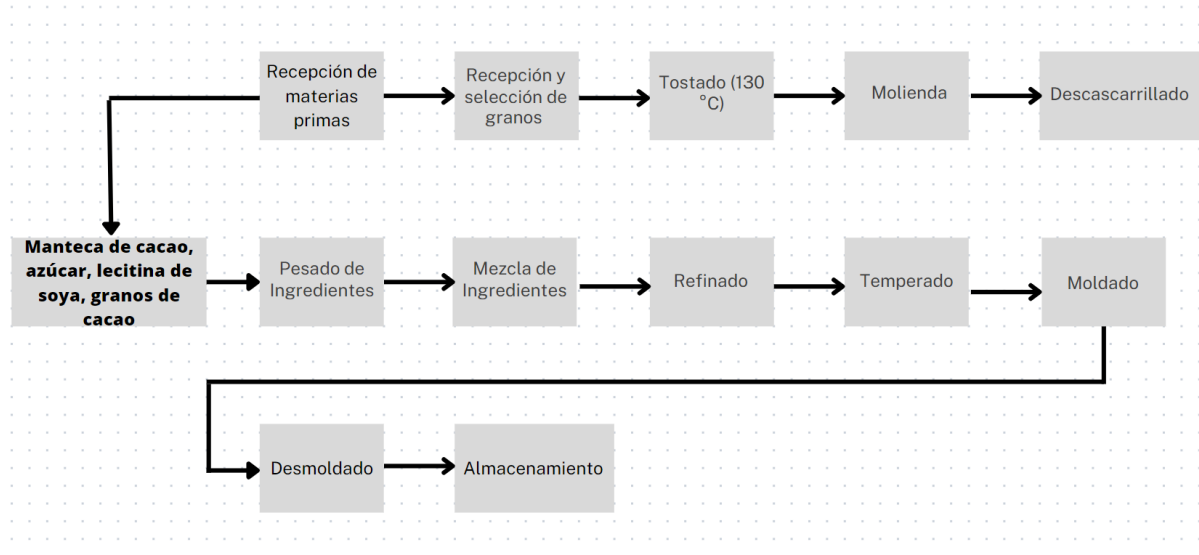 Recepción de
materias
primas
Recepción y
selección de
granos
Tostado (130
°C)
Molienda
Descascarrillado
Manteca de cacao,
azúcar, lecitina de
soya, granos de
cacao
Pesado de
Ingredientes
Mezcla de
Ingredientes
Refinado
Temperado
Moldado
Desmoldado
Almacenamiento